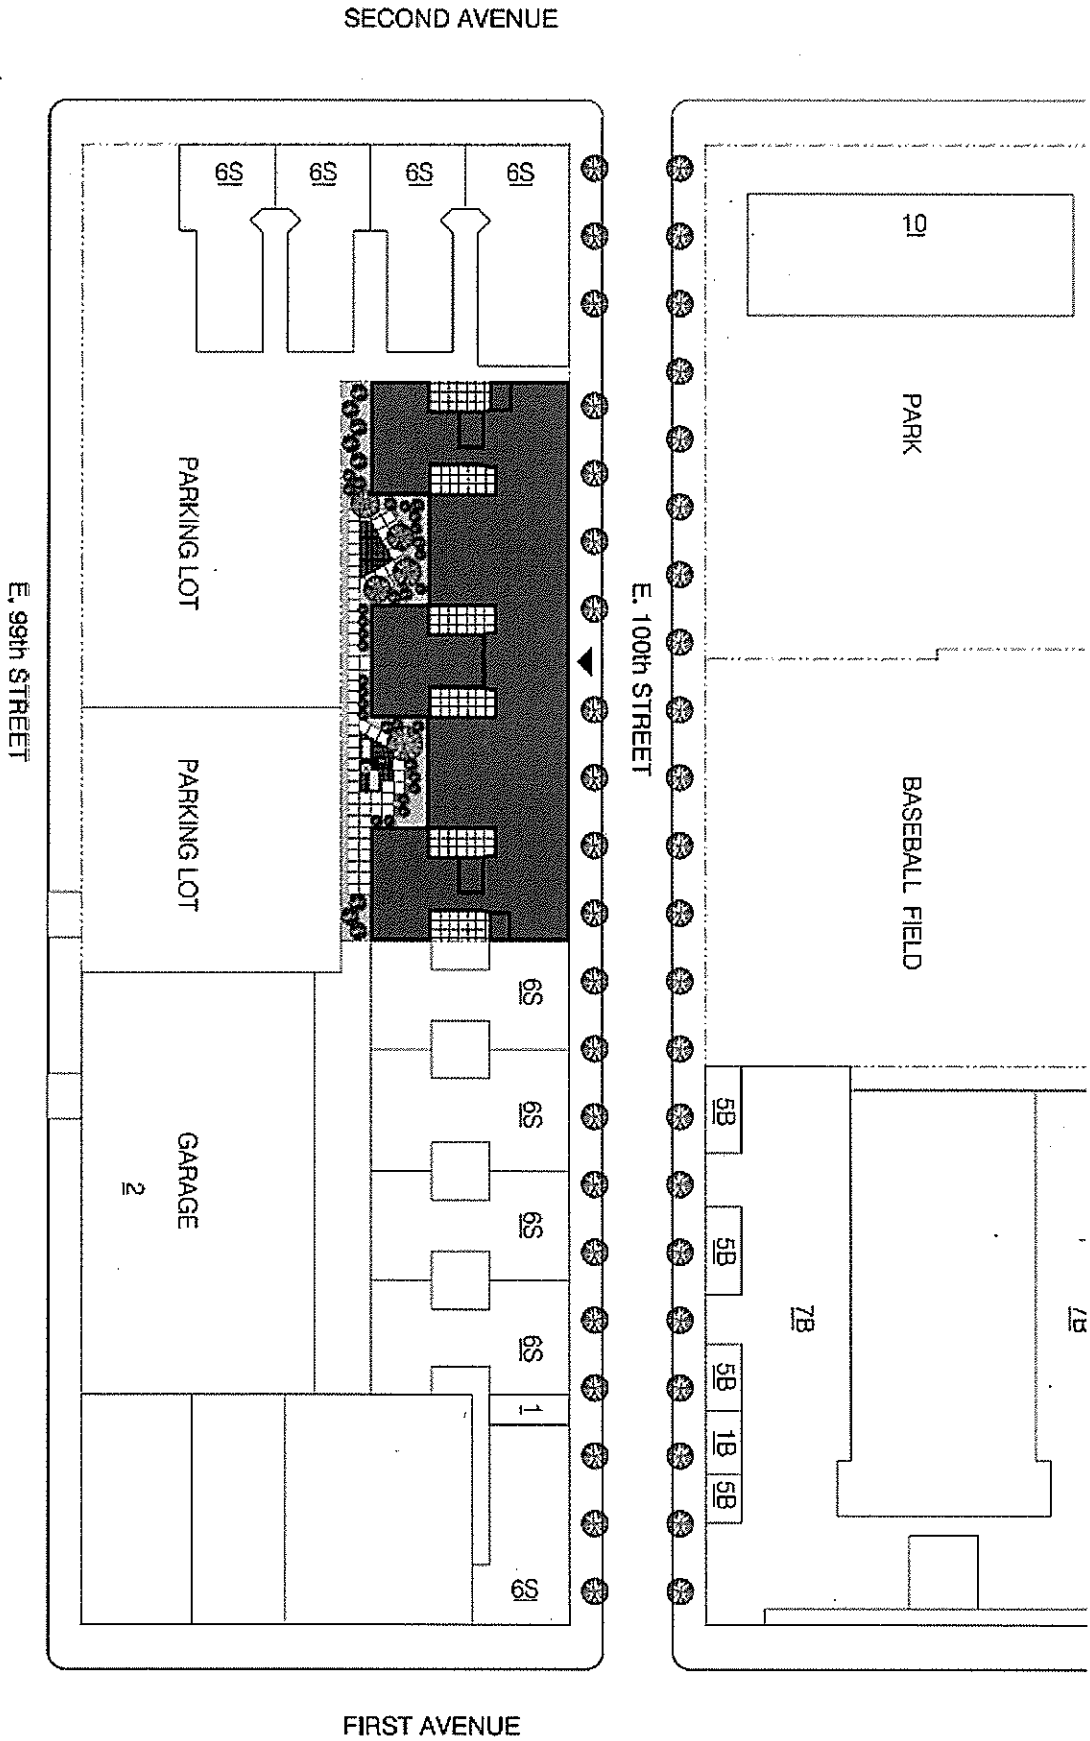 SECOND AVENUE
6S
6S
6S
6S
10
PARK
PARKING LOT
E. 99th STREET
E. 100th STREET
PARKING LOT
BASEBALL FIELD
6S
6S
6S
6S
5B
5B
5B
1B
5B
7B
7B
GARAGE
2
1
6S
FIRST AVENUE